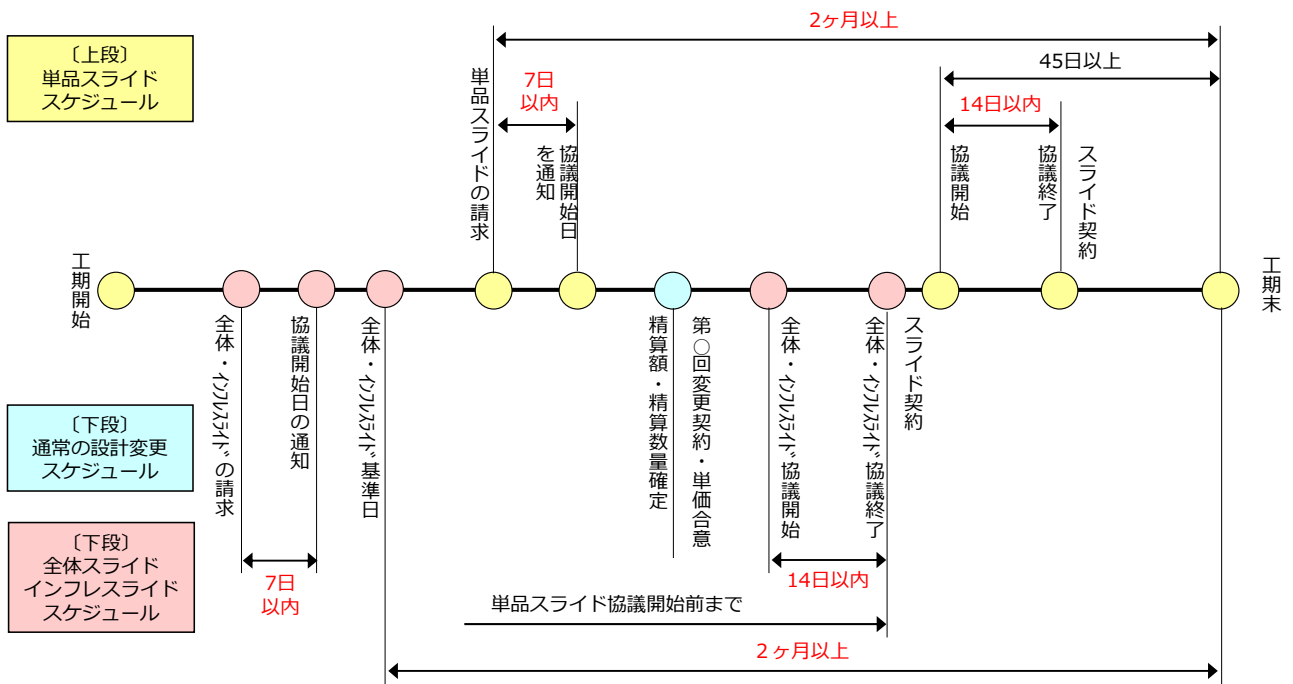 2ヶ月以上
〔上段〕
単品スライド
スケジュール
45日以上
7日
以内
14日以内
単品スライドの請求
協議開始日
を通知
協議開始
協議終了
スライド契約
工期開始
工期末
全体・インフレスライドの請求
協議開始日の通知
全体・インフレスライド基準日
精算額・精算数量確定
第○回変更契約・単価合意
全体・インフレスライド協議開始
全体・インフレスライド協議終了
スライド契約
〔下段〕
通常の設計変更
スケジュール
〔下段〕
全体スライド
インフレスライド
スケジュール
7日
以内
14日以内
単品スライド協議開始前まで
2ヶ月以上